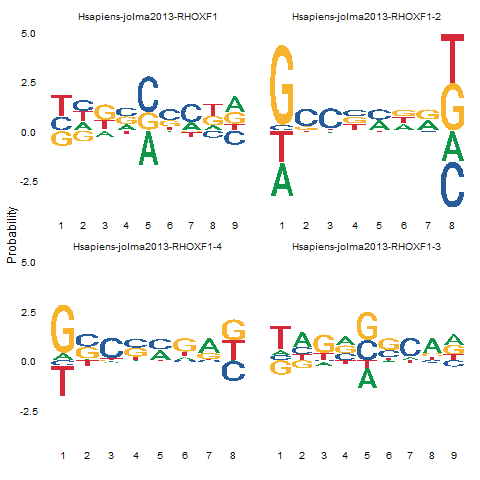 Hsapiens-jolma2013-RHOXF1
Hsapiens-jolma2013-RHOXF1-2
5.0
2.5
0.0
-2.5
1 2 3 4 5 6 7 8 9
1 2 3 4 5 6 7 8
Probability
Hsapiens-jolma2013-RHOXF1-4
Hsapiens-jolma2013-RHOXF1-3
5.0
2.5
0.0
-2.5
1 2 3 4 5 6 7 8
1 2 3 4 5 6 7 8 9